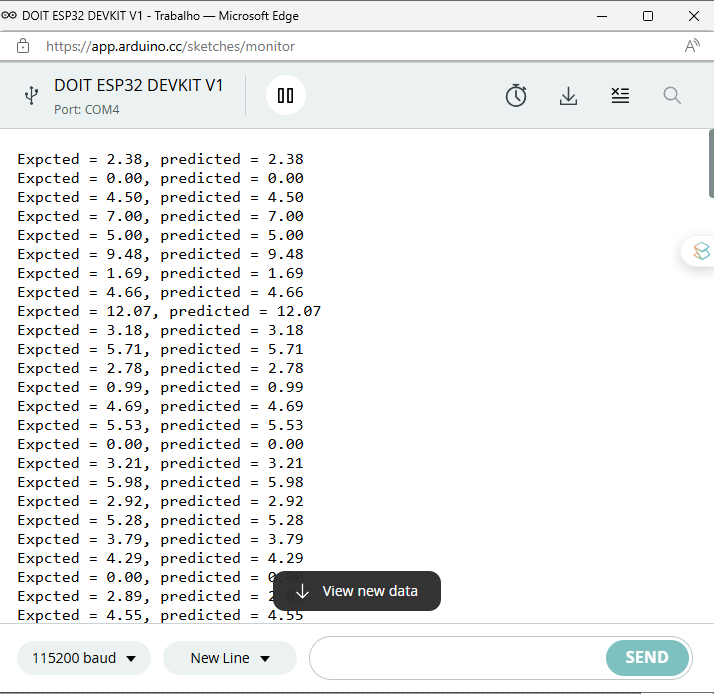 DOIT ESP32 DEVKIT V1 - Trabalho — Microsoft Edge
https://app.arduino.cc/sketches/monitor
DOIT ESP32 DEVKIT V1
Port: COM4
Expcted = 2.38, predicted = 2.38
Expcted = 0.00, predicted = 0.00
Expcted = 4.50, predicted = 4.50
Expcted = 7.00, predicted = 7.00
Expcted = 5.00, predicted = 5.00
Expcted = 9.48, predicted = 9.48
Expcted = 1.69, predicted = 1.69
Expcted = 4.66, predicted = 4.66
Expcted = 12.07, predicted = 12.07
Expcted = 3.18, predicted = 3.18
Expcted = 5.71, predicted = 5.71
Expcted = 2.78, predicted = 2.78
Expcted = 0.99, predicted = 0.99
Expcted = 4.69, predicted = 4.69
Expcted = 5.53, predicted = 5.53
Expcted = 0.00, predicted = 0.00
Expcted = 3.21, predicted = 3.21
Expcted = 5.98, predicted = 5.98
Expcted = 2.92, predicted = 2.92
Expcted = 5.28, predicted = 5.28
Expcted = 3.79, predicted = 3.79
Expcted = 4.29, predicted = 4.29
Expcted = 0.00, predicted =
Expcted = 2.89, predicted =
Expcted = 4.55, predicted = 4.55
View new data
115200 baud
New Line
SEND